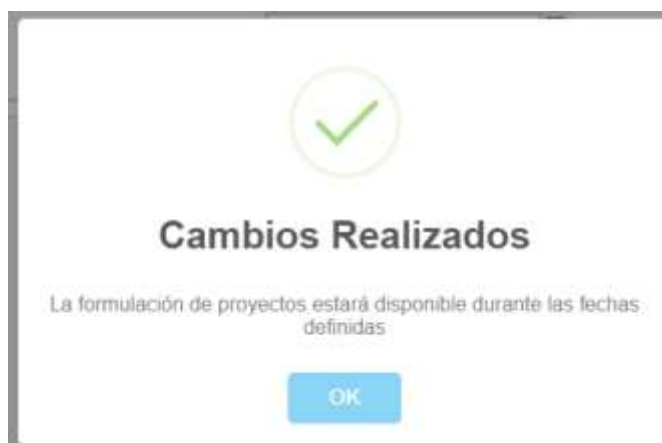 Cambios Realizados
La formulación de proyectos estará disponible durante las fechas
definidas
OK